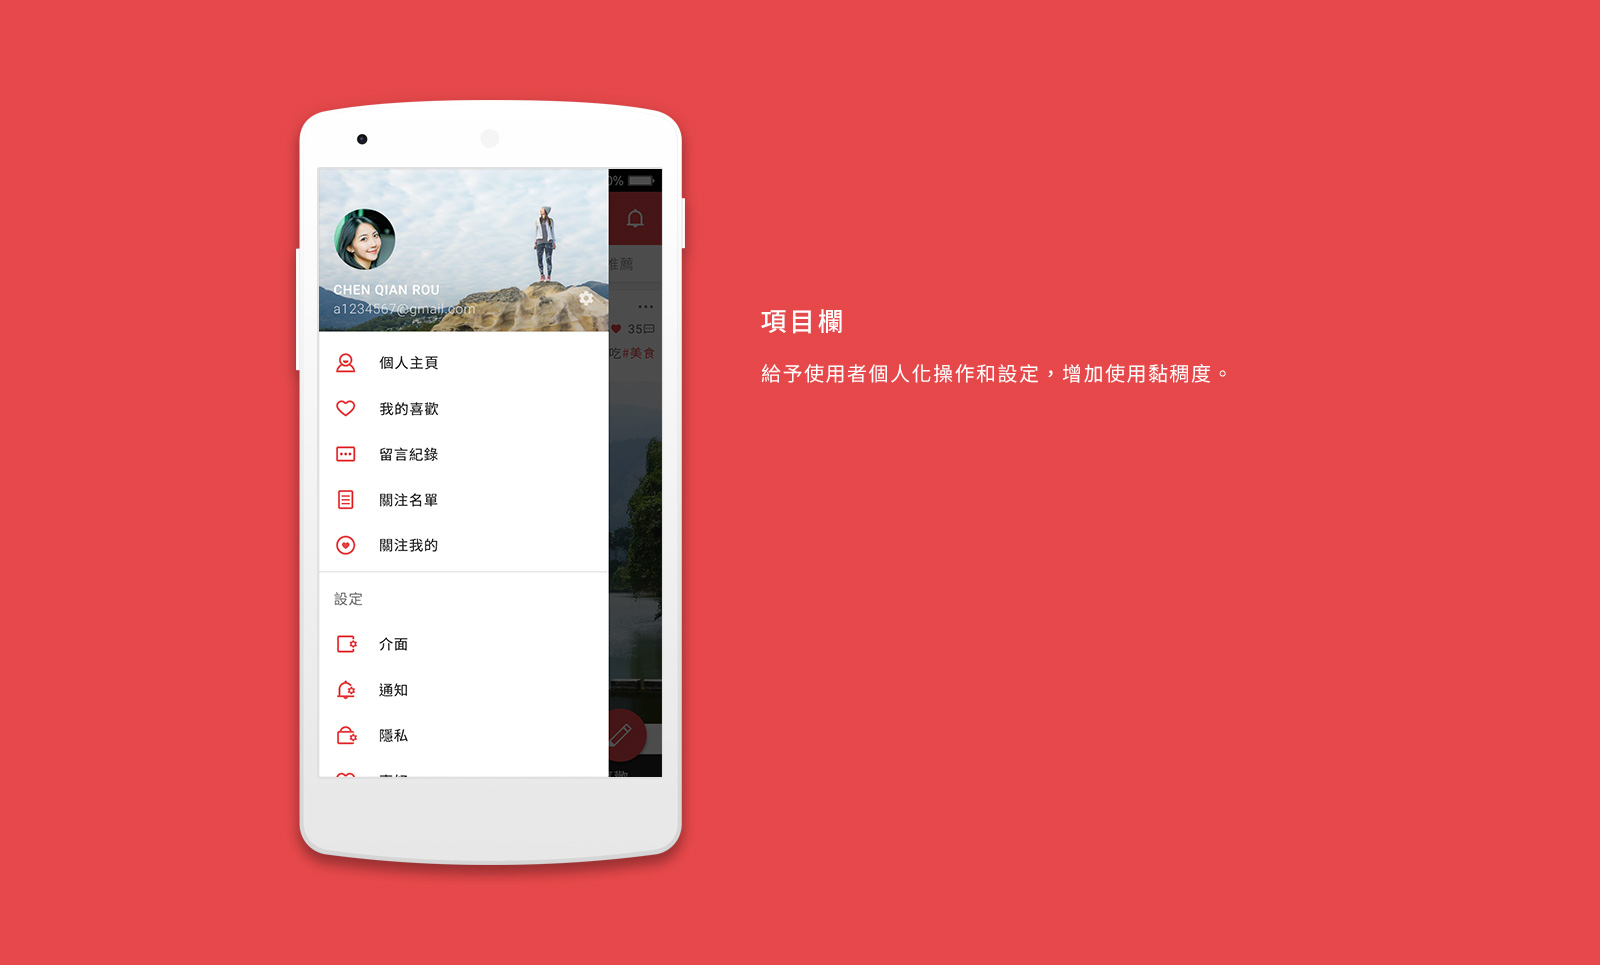 0%
推薦
CHEN QIAN ROU
a1234567@gmail.com
35
吃#美食
個人主頁
我的喜歡
留言紀錄
關注名單
關注我的
設定
介面
通知
隱私
項目欄
給予使用者個人化操作和設定，增加使用黏稠度。